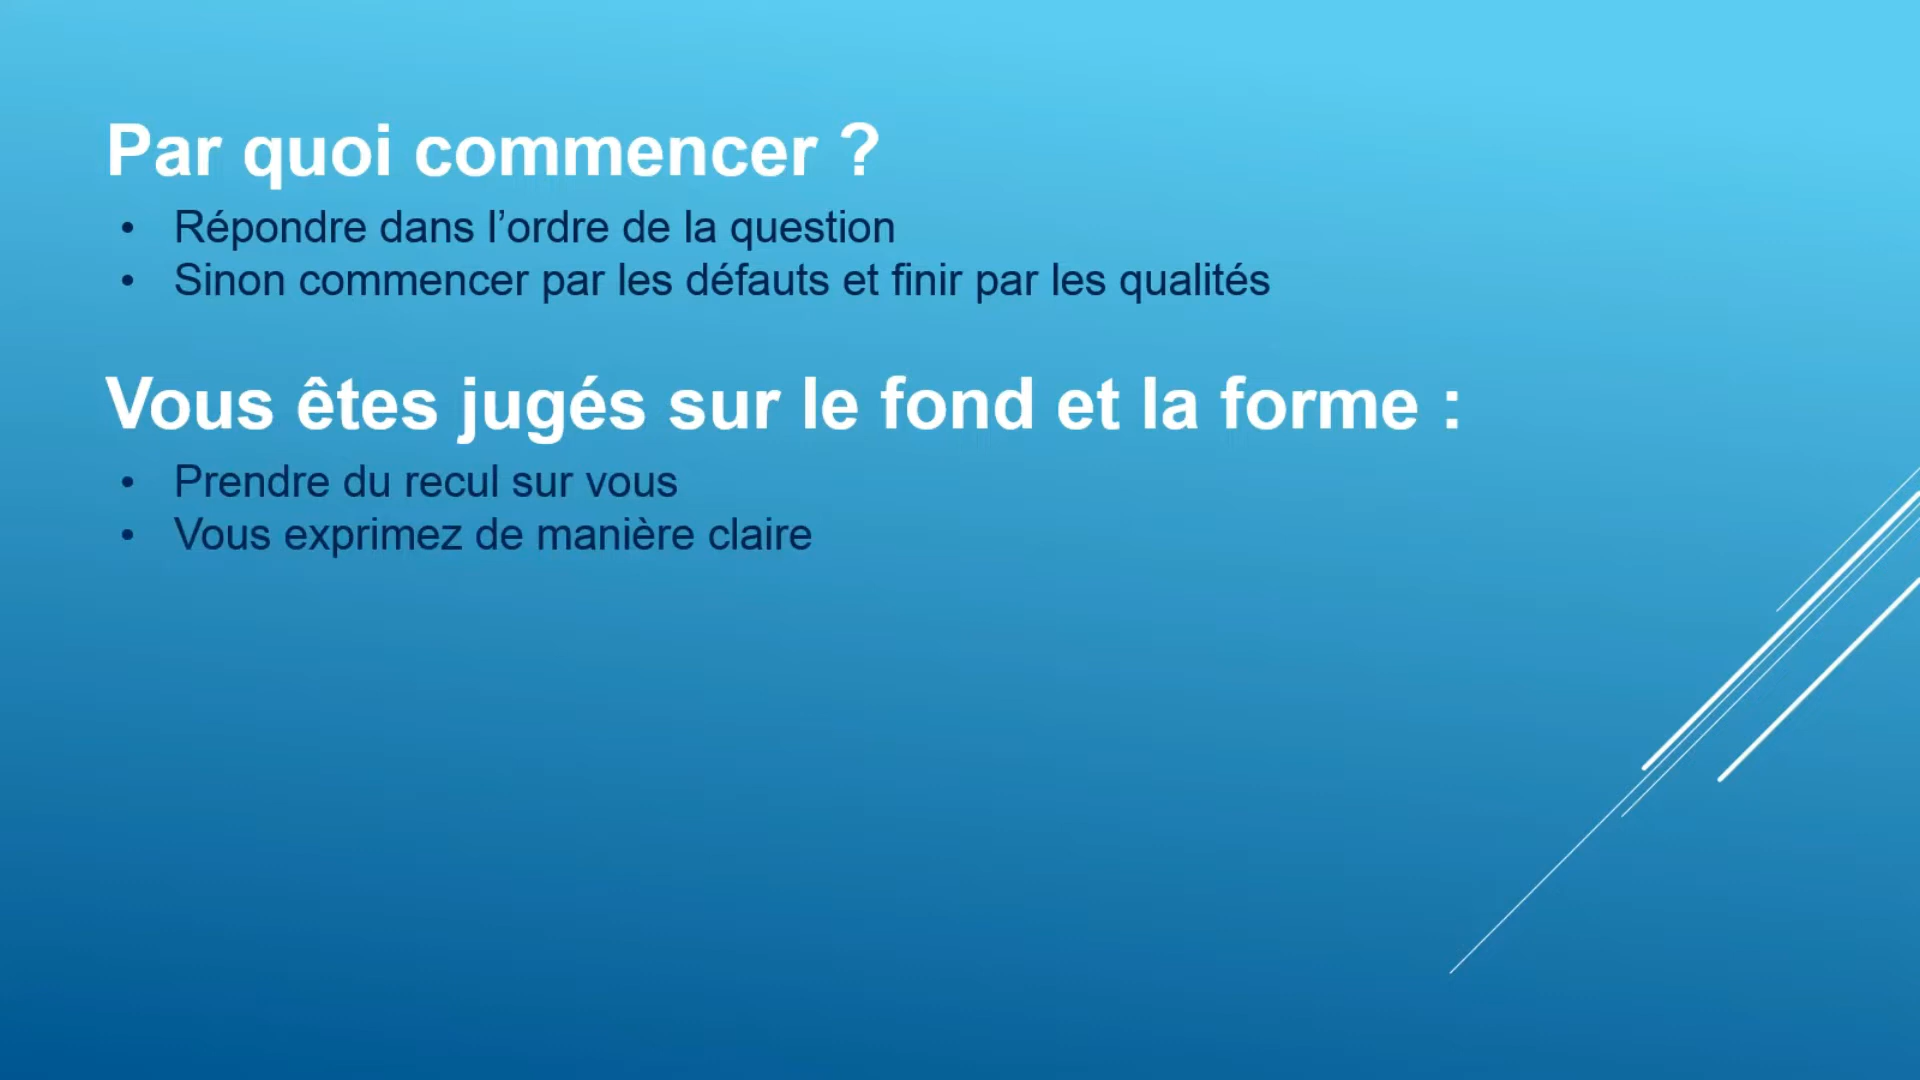 Par quoi commencer ?
• Répondre dans l’ordre de la question
• Sinon commencer par les défauts et finir par les qualités
Vous êtes jugés sur le fond et la forme :
• Prendre du recul sur vous
• Vous exprimez de manière claire